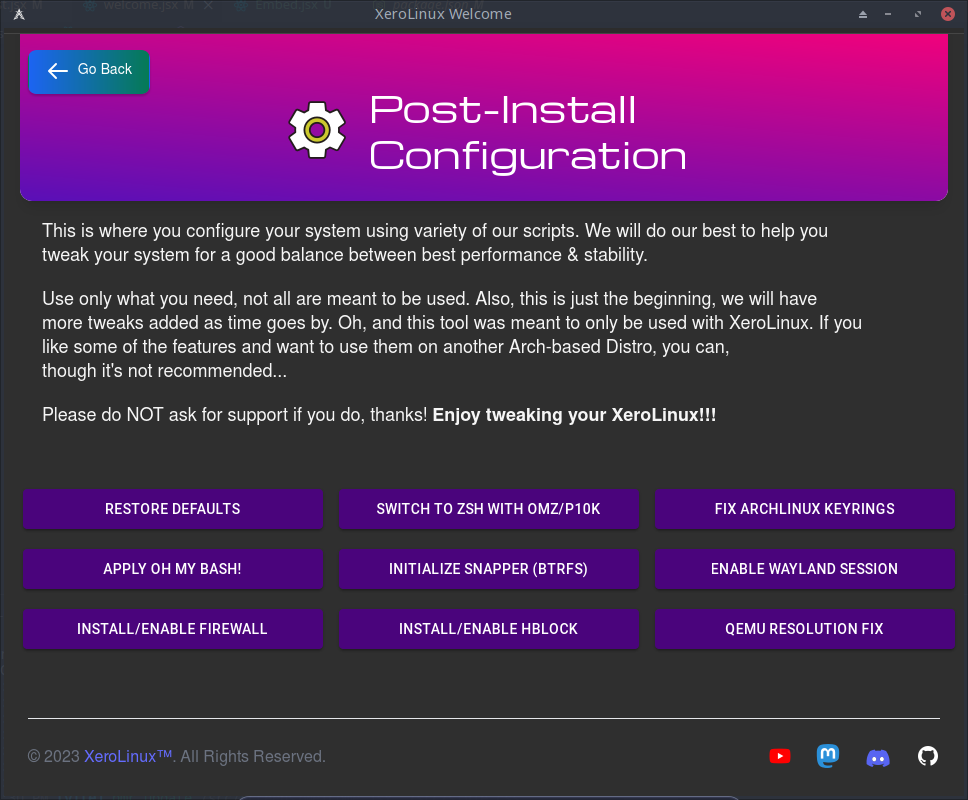 XeroLinux Welcome
Go Back
Post-Install
Configuration
This is where you configure your system using variety of our scripts. We will do our best to help you
tweak your system for a good balance between best performance & stability.
Use only what you need, not all are meant to be used. Also, this is just the beginning, we will have
more tweaks added as time goes by. Oh, and this tool was meant to only be used with XeroLinux. If you
like some of the features and want to use them on another Arch-based Distro, you can,
though it's not recommended...
Please do NOT ask for support if you do, thanks! Enjoy tweaking your XeroLinux!!!
RESTORE DEFAULTS
SWITCH TO ZSH WITH OMZ/P10K
FIX ARCHLINUX KEYRINGS
APPLY OH MY BASH!
INITIALIZE SNAPPER (BTRFS)
ENABLE WAYLAND SESSION
INSTALL/ENABLE FIREWALL
INSTALL/ENABLE HBLOCK
QEMU RESOLUTION FIX
© 2023 XeroLinux™. All Rights Reserved.